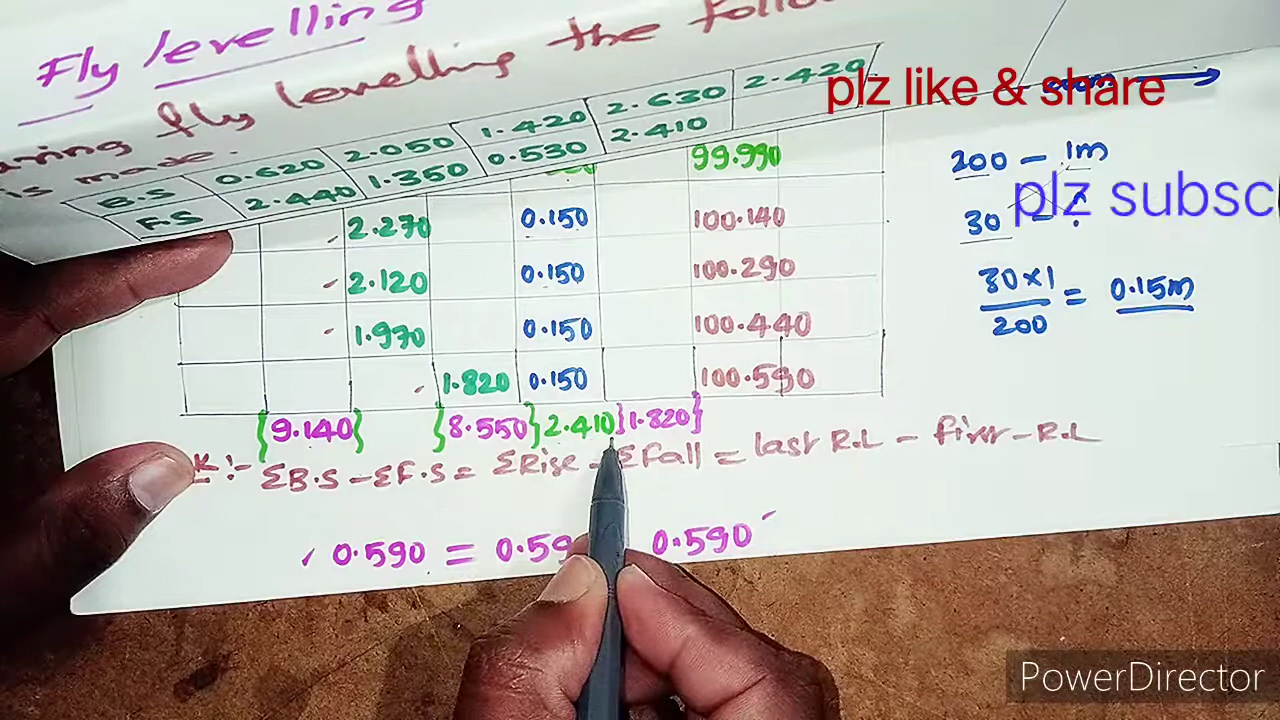 Fly levelling
fly levelling the follo
is made.
B.S 0.620 2.050 1.420 2.630 2.420
F.S 2.440 1.350 0.530 2.410
plz like & share
99.990
2.270 0.150 100.140
2.120 0.150 100.290
1.970 0.150 100.440
1.820 0.150 100.590
{9.140} {8.550} 2.410} 1.820}
K:- ΣB.S - ΣF.S = ΣRise - ΣFall = last R.L - first-R.L
0.590 = 0.59 0.590
200 - 1m
plz subsc
30 - ?
30×1
200
= 0.15m
PowerDirector